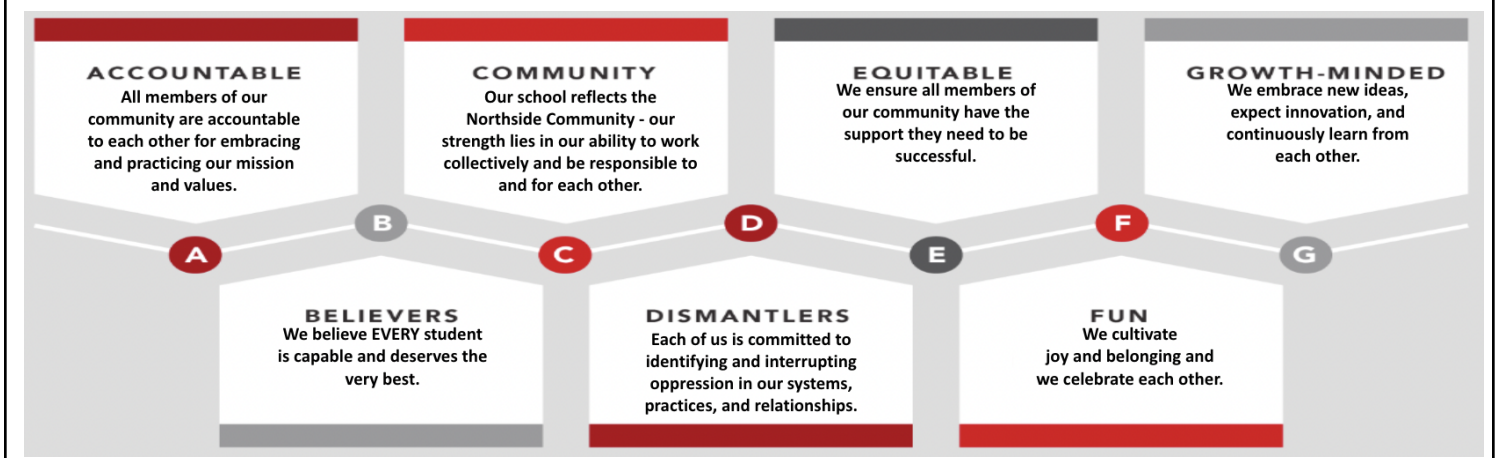 ACCOUNTABLE
All members of our
community are accountable
to each other for embracing
and practicing our mission
and values.
COMMUNITY
Our school reflects the
Northside Community - our
strength lies in our ability to work
collectively and be responsible to
and for each other.
EQUITABLE
We ensure all members of
our community have the
support they need to be
successful.
GROWTH-MINDED
We embrace new ideas,
expect innovation, and
continuously learn from
each other.
A
B
C
D
E
F
G
BELIEVERS
We believe EVERY student
is capable and deserves the
very best.
DISMANTLERS
Each of us is committed to
identifying and interrupting
oppression in our systems,
practices, and relationships.
FUN
We cultivate
joy and belonging and
we celebrate each other.